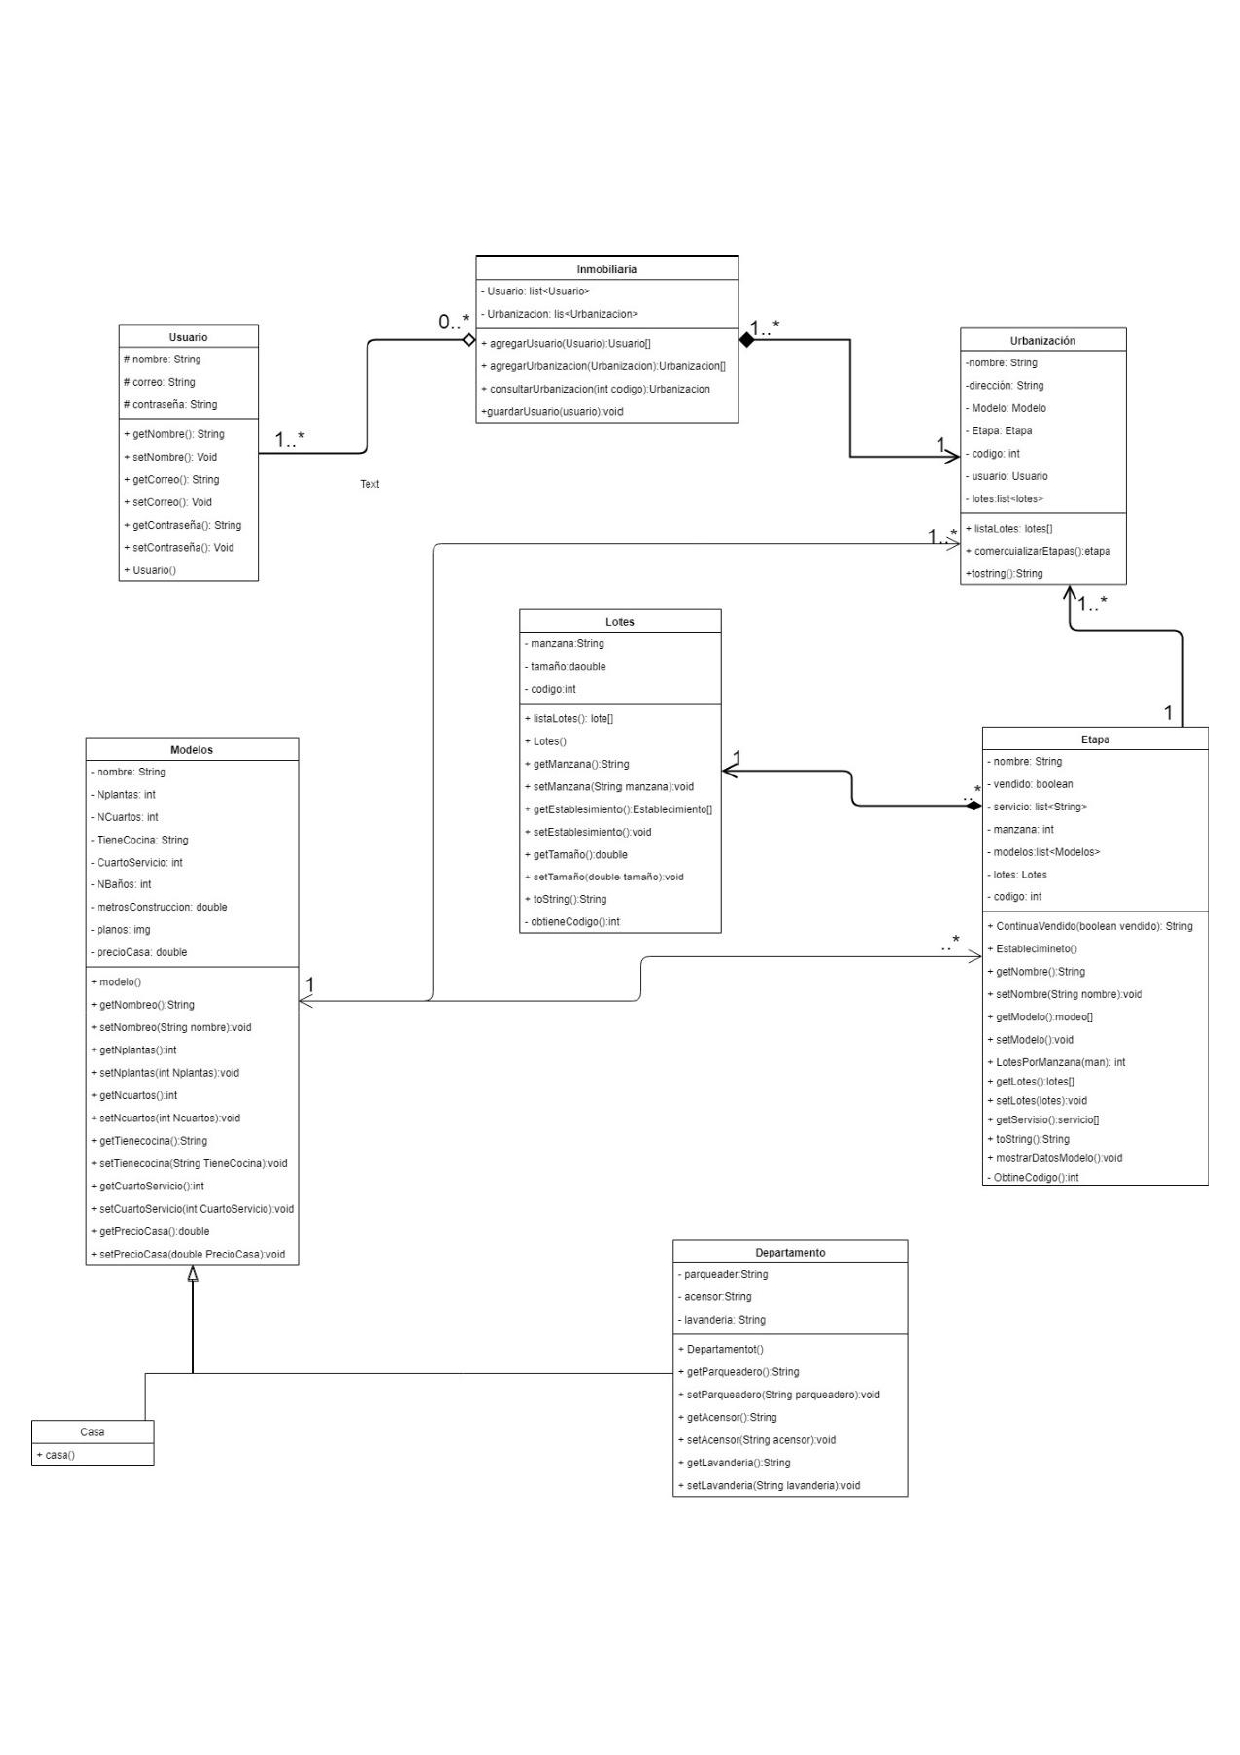 Inmobiliaria
- Usuario: list<Usuario>
- Urbanizacion: lis<Urbanizacion>
+ agregarUsuario(Usuario):Usuario[]
+ agregarUrbanizacion(Urbanizacion):Urbanizacion[]
+ consultarUrbanizacion(int codigo):Urbanizacion
+guardarUsuario(usuario):void
0..*
1..*
1..*
1
Text
Usuario
# nombre: String
# correo: String
# contraseña: String
+ getNombre(): String
+ setNombre(): Void
+ getCorreo(): String
+ setCorreo(): Void
+ getContraseña(): String
+ setContraseña(): Void
+ Usuario()
Urbanización
-nombre: String
-dirección: String
- Modelo: Modelo
- Etapa: Etapa
- codigo: int
- usuario: Usuario
- lotes:list<lotes>
+ listaLotes: lotes[]
+ comercuializarEtapas():etapa
+tostring():String
1..*
1..*
1
Lotes
- manzana:String
- tamaño:daouble
- codigo:int
+ listaLotes(): lote[]
+ Lotes()
+ getManzana():String
+ setManzana(String manzana):void
+ getEstablesimiento():Establecimiento[]
+ setEstablesimiento():void
+ getTamaño():double
+ setTamaño(double tamaño):void
+ toString():String
- obtieneCodigo():int
1
..*
Etapa
- nombre: String
- vendido: boolean
- servicio: list<String>
- manzana: int
- modelos:list<Modelos>
- lotes: Lotes
- codigo: int
+ ContinuaVendido(boolean vendido): String
+ Establecimineto()
+ getNombre():String
+ setNombre(String nombre):void
+ getModelo():modeo[]
+ setModelo():void
+ LotesPorManzana(man): int
+ getLotes():lotes[]
+ setLotes(lotes):void
+ getServisio():servicio[]
+ toString():String
+ mostrarDatosModelo():void
- ObtineCodigo():int
..*
1
Modelos
- nombre: String
- Nplantas: int
- NCuartos: int
- TieneCocina: String
- CuartoServicio: int
- NBaños: int
- metrosConstruccion: double
- planos: img
- precioCasa: double
+ modelo()
+ getNombreo():String
+ setNombreo(String nombre):void
+ getNplantas():int
+ setNplantas(int Nplantas):void
+ getNcuartos():int
+ setNcuartos(int Ncuartos):void
+ getTienecocina():String
+ setTienecocina(String TieneCocina):void
+ getCuartoServicio():int
+ setCuartoServicio(int CuartoServicio):void
+ getPrecioCasa():double
+ setPrecioCasa(double PrecioCasa):void
Departamento
- parqueader:String
- acensor:String
- lavanderia: String
+ Departamentot()
+ getParqueadero():String
+ setParqueadero(String parqueadero):void
+ getAcensor():String
+ setAcensor(String acensor):void
+ getLavanderia():String
+ setLavanderia(String lavanderia):void
Casa
+ casa()